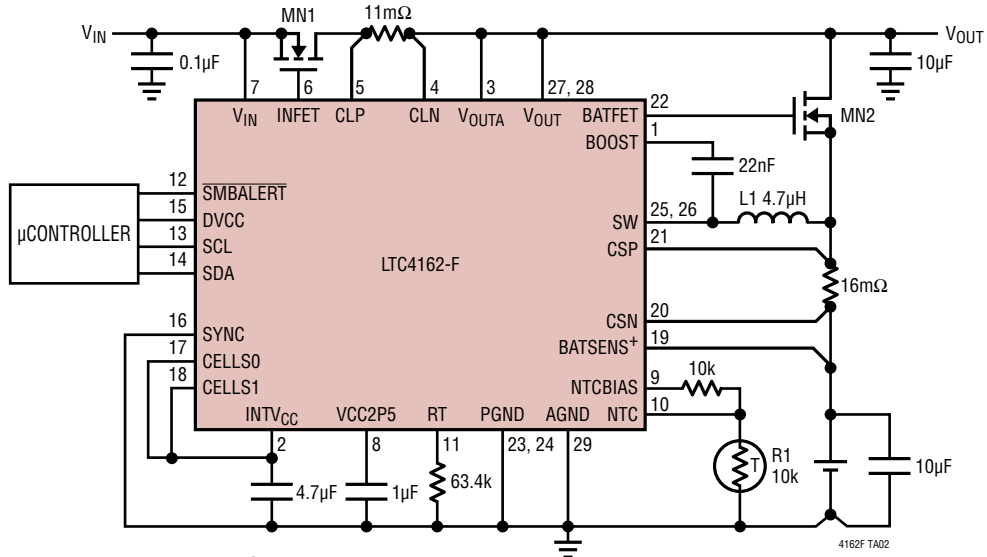 MN1
11mΩ
VIN
VOUT
0.1µF
10µF
7
6
5
4
3
27, 28
VIN
INFET
CLP
CLN
VOUTA
VOUT
BATFET
22
MN2
BOOST
1
22nF
12
SMBALERT
L1 4.7µH
15
DVCC
SW
25, 26
µCONTROLLER
13
SCL
CSP
21
14
SDA
LTC4162-F
16mΩ
16
SYNC
CSN
20
17
CELLS0
BATSENS+
19
18
CELLS1
NTCBIAS
9
10k
INTVCC
VCC2P5
RT
PGND
AGND
NTC
10
2
8
11
23, 24
29
T
R1
10k
4.7µF
1µF
63.4k
10µF
4162F TA02